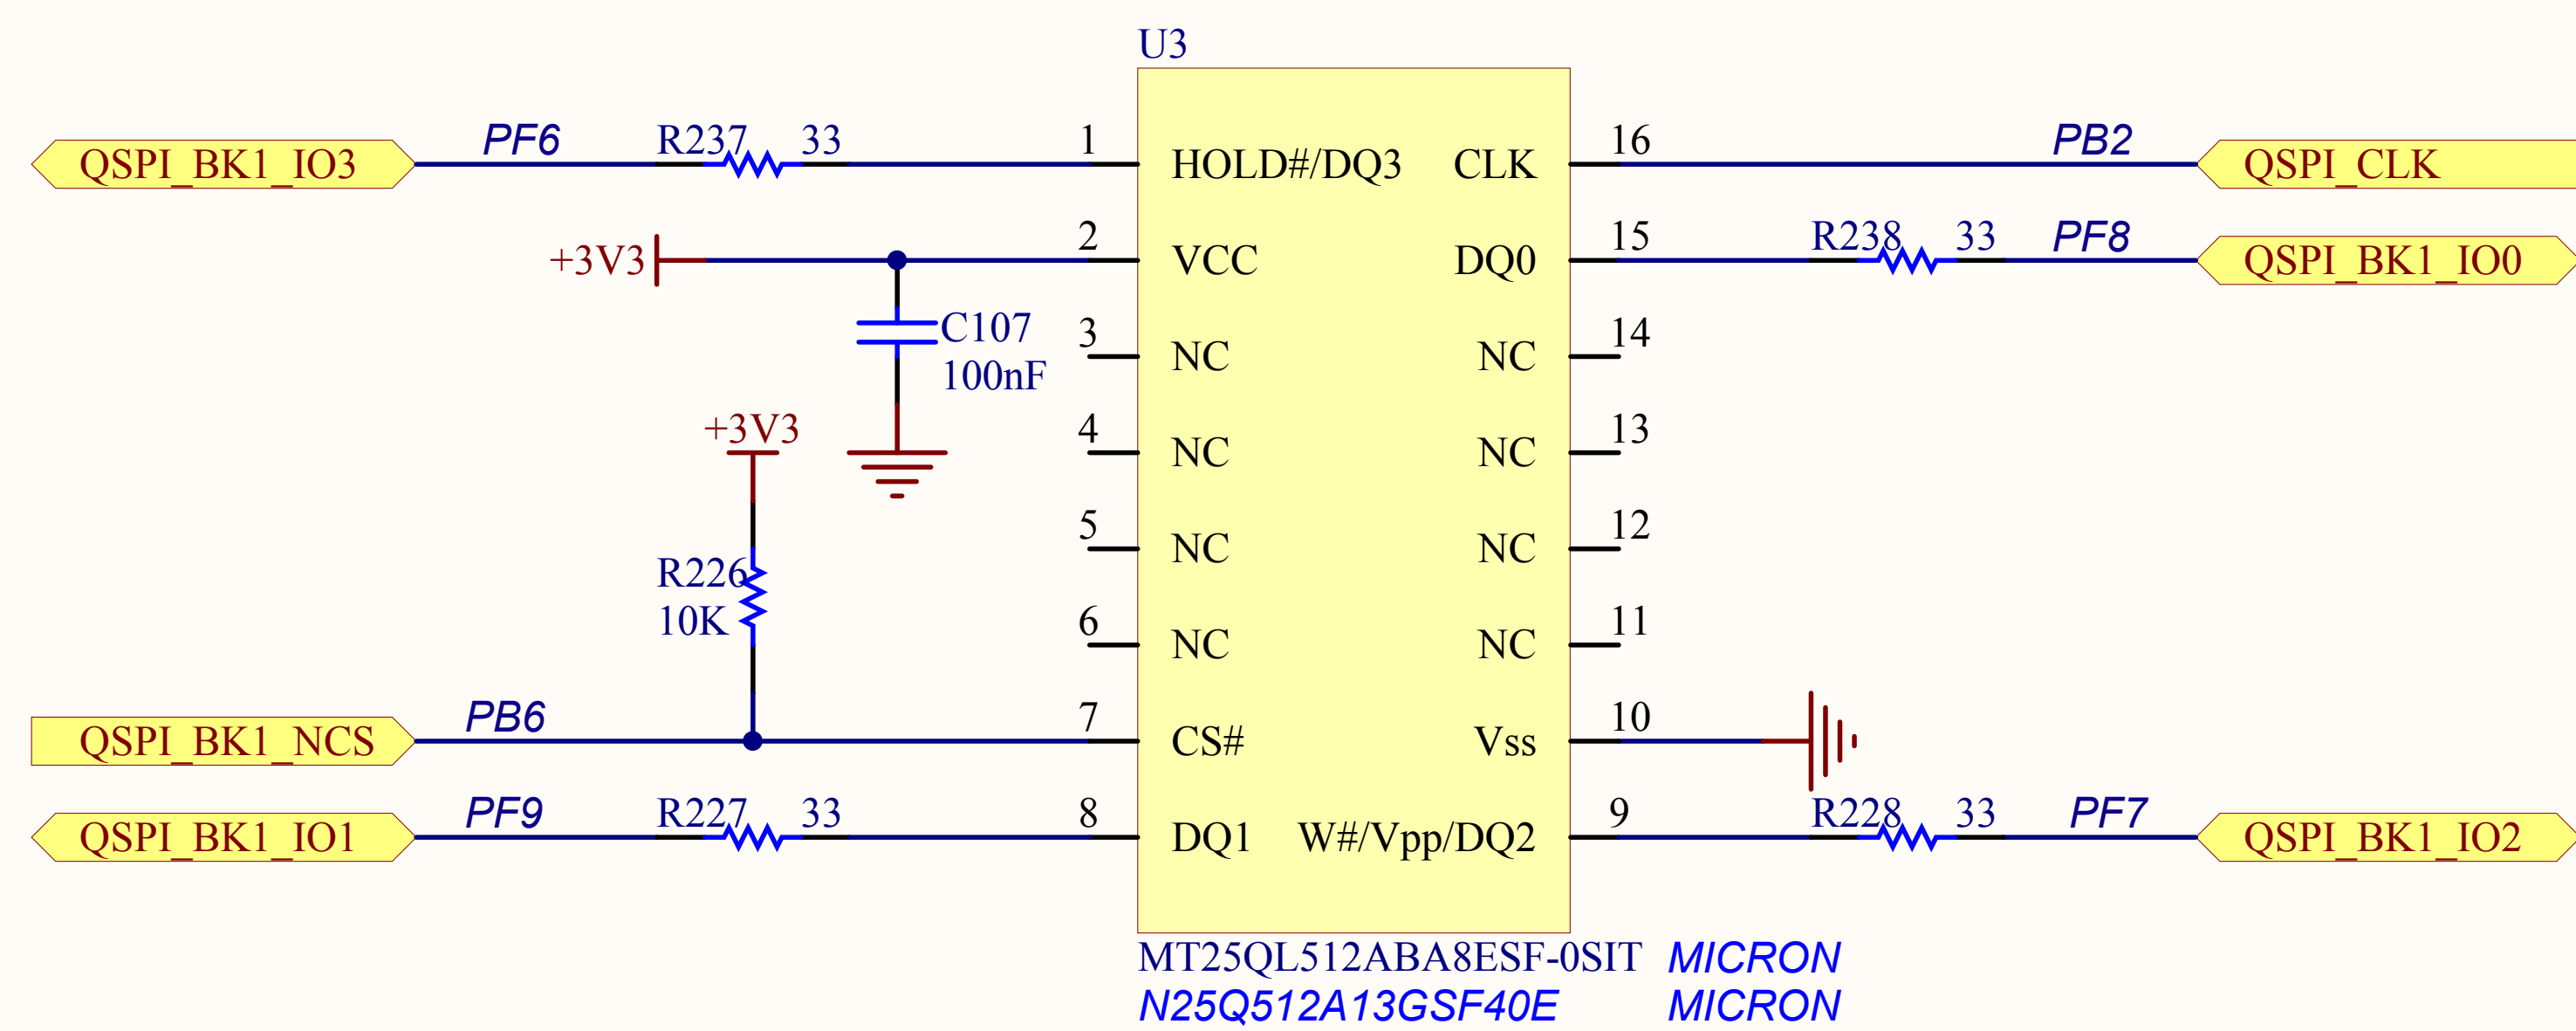 U3
QSPI_BK1_IO3 PF6 R237 33 1 HOLD#/DQ3 CLK 16 PB2 QSPI_CLK
+3V3 2 VCC DQ0 15 R238 33 PF8 QSPI_BK1_IO0
C107
100nF
3 NC NC 14
+3V3 4 NC NC 13
5 NC NC 12
R226
10K
6 NC NC 11
QSPI_BK1_NCS PB6 7 CS# Vss 10
QSPI_BK1_IO1 PF9 R227 33 8 DQ1 W#/Vpp/DQ2 9 R228 33 PF7 QSPI_BK1_IO2
MT25QL512ABA8ESF-0SIT MICRON
N25Q512A13GSF40E MICRON